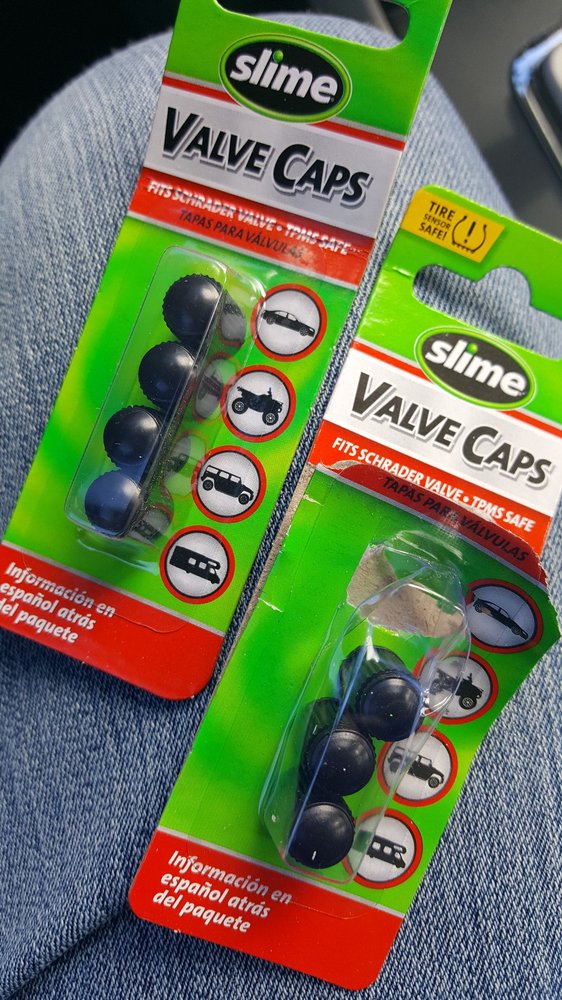 slime
VALVE CAPS
FITS SCHRADER VALVE • TPMS SAFE
TAPAS PARA VÁLVULAS
Información en
español atrás
del paquete
TIRE
SENSOR
SAFE!
slime
VALVE CAPS
FITS SCHRADER VALVE • TPMS SAFE
TAPAS PARA VÁLVULAS
Información en
español atrás
del paquete